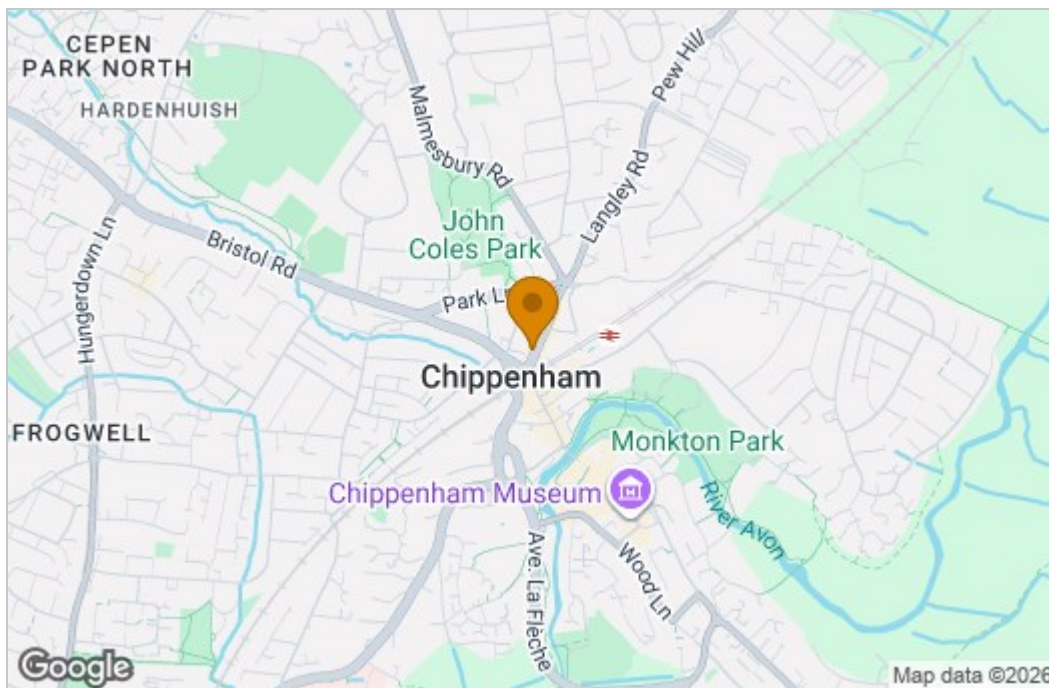 CEPEN
PARK NORTH
HARDENHUISH
Malmesbury Rd
Pew Hill
Langley Rd
John
Coles Park
Hungerdown Ln
Bristol Rd
Park Ln
Chippenham
FROGWELL
Monkton Park
Chippenham Museum
River Avon
Ave. La Flèche
Wood Ln
Google
Map data ©2026